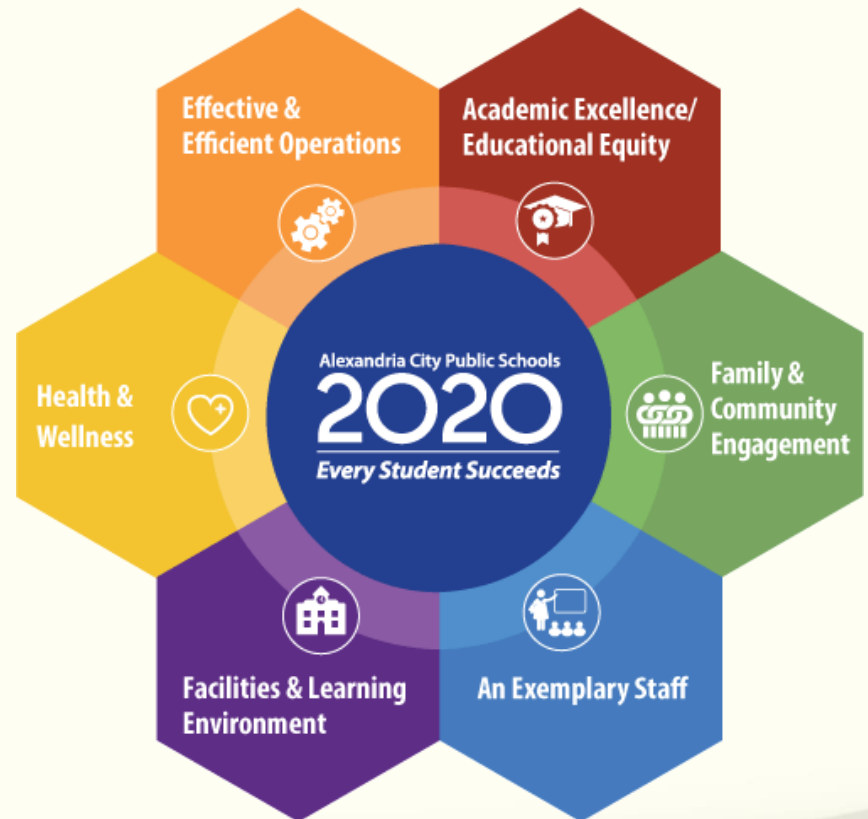 Effective &
Efficient Operations
Academic Excellence/
Educational Equity
Alexandria City Public Schools
2020
Every Student Succeeds
Health &
Wellness
Family &
Community
Engagement
Facilities & Learning
Environment
An Exemplary Staff